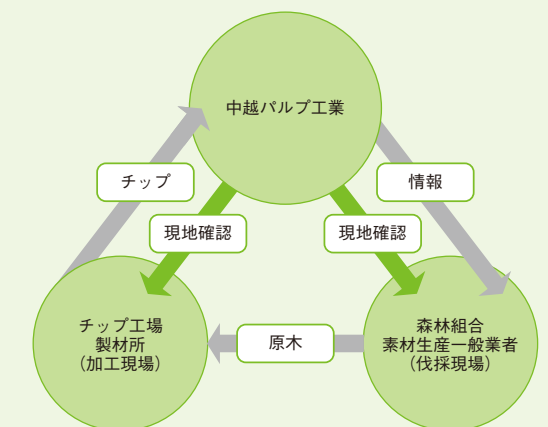 中越パルプ工業
チップ
情報
現地確認
現地確認
チップ工場
製材所
（加工現場）
原木
森林組合
素材生産一般業者
（伐採現場）